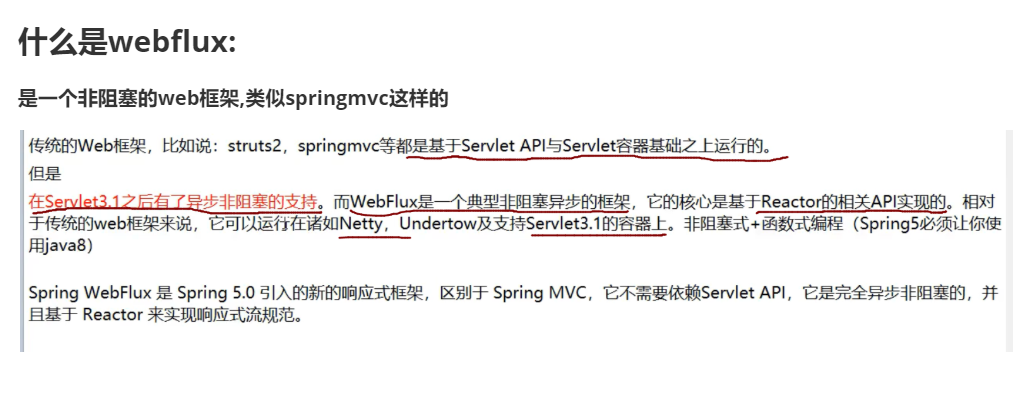 什么是webflux:
是一个非阻塞的web框架,类似springmvc这样的
传统的Web框架，比如说：struts2，springmvc等都是基于Servlet API与Servlet容器基础之上运行的。
但是
在Servlet3.1之后有了异步非阻塞的支持。而WebFlux是一个典型非阻塞异步的框架，它的核心是基于Reactor的相关API实现的。相对
于传统的web框架来说，它可以运行在诸如Netty，Undertow及支持Servlet3.1的容器上。非阻塞式+函数式编程（Spring5必须让你使
用java8）
Spring WebFlux 是 Spring 5.0 引入的新的响应式框架，区别于 Spring MVC，它不需要依赖Servlet API，它是完全异步非阻塞的，并
且基于 Reactor 来实现响应式流规范。